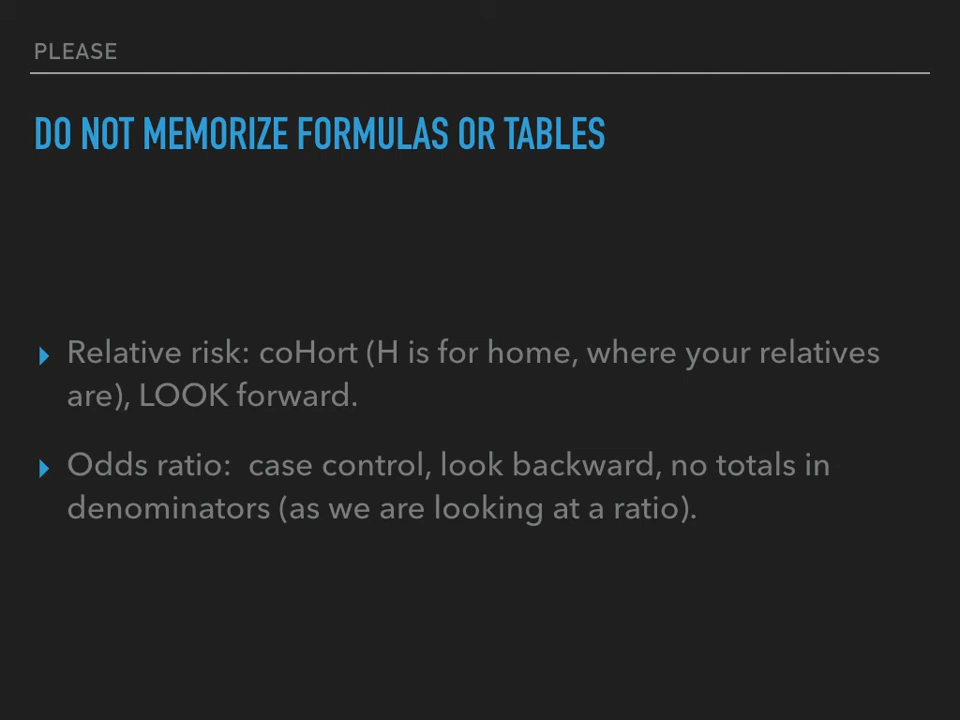 PLEASE
DO NOT MEMORIZE FORMULAS OR TABLES
Relative risk: coHort (H is for home, where your relatives
are), LOOK forward.
Odds ratio:  case control, look backward, no totals in
denominators (as we are looking at a ratio).